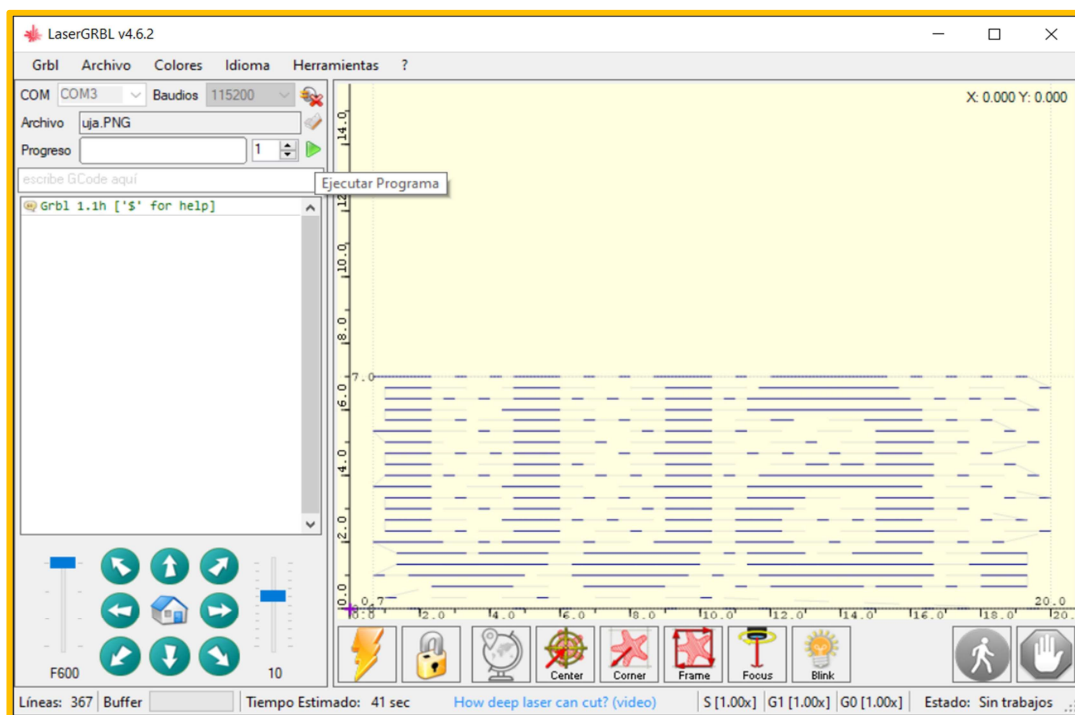 LaserGRBL v4.6.2
Grbl Archivo Colores Idioma Herramientas ?
COM COM3 Baudios 115200
X: 0.000 Y: 0.000
Archivo uja.PNG
Progreso 1
escribe GCode aquí
Ejecutar Programa
Grbl 1.1h ['$' for help]
14.0
12
10.0
8.0
7.0
6.0
4.0
2.0
0.0
0.7
20.0
0.0 2.0 4.0 6.0 8.0 10.0 12.0 14.0 16.0 18.0 20.
F600 10
Center Corner Frame Focus Blink
Líneas: 367 Buffer Tiempo Estimado: 41 sec How deep laser can cut? (video) S [1.00x] G1 [1.00x] G0 [1.00x] Estado: Sin trabajos